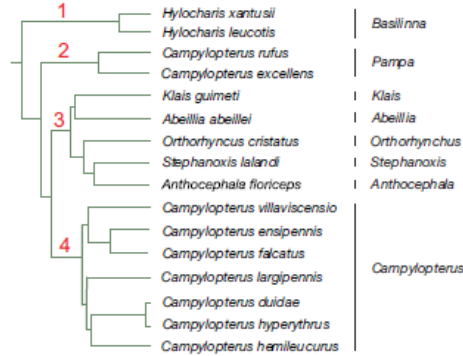 1
Hylocharis xantusii
Hylocharis leucotis
Basilinna
2
Campylopterus rufus
Campylopterus excellens
Pampa
3
Klais guimeti
Klais
Abeillia abeillei
Abeillia
Orthorhyncus cristatus
Orthorhynchus
Stephanoxis lalandi
Stephanoxis
Anthocephala floriceps
Anthocephala
4
Campylopterus villaviscensio
Campylopterus ensipennis
Campylopterus falcatus
Campylopterus largipennis
Campylopterus duidae
Campylopterus hyperythrus
Campylopterus hemileucurus
Campylopterus